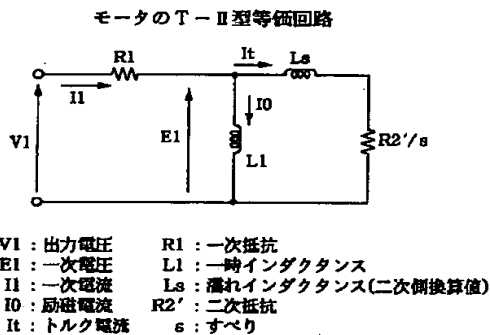 モータのT-Ⅱ型等価回路
R1
It
Ls
I1
I0
V1
E1
L1
R2'/s
V1：出力電圧 R1：一次抵抗
E1：一次電圧 L1：一時インダクタンス
I1：一次電流 Ls：漏れインダクタンス(二次側換算値)
I0：励磁電流 R2'：二次抵抗
It：トルク電流 s：すべり